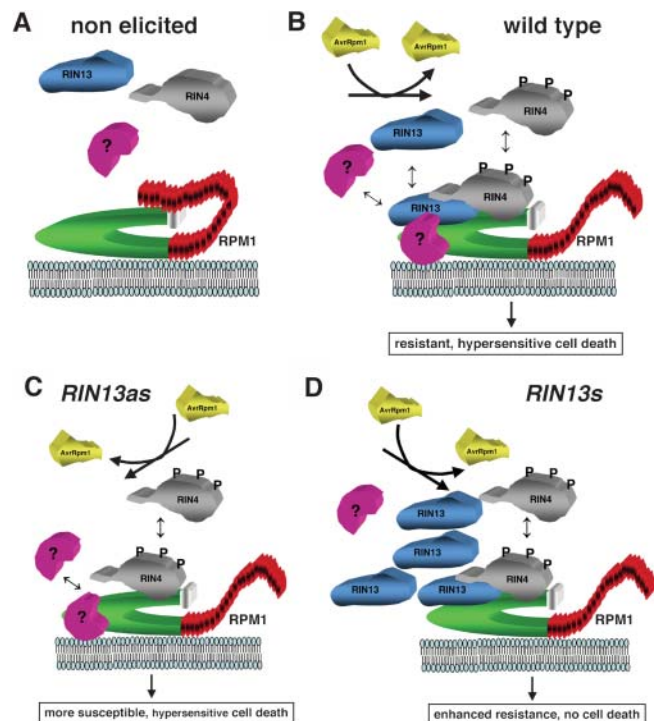 A
non elicited
RIN13
RIN4
?
RPM1
B
wild type
AvrRpm1
AvrRpm1
P P P
RIN4
RIN13
?
P P P
RIN4
RIN13
?
RPM1
resistant, hypersensitive cell death
C
RIN13as
AvrRpm1
AvrRpm1
P P P
RIN4
?
P P P
RIN4
?
RPM1
more susceptible, hypersensitive cell death
D
RIN13s
AvrRpm1
AvrRpm1
P P P
RIN4
?
RIN13
RIN13
P P P
RIN4
RIN13
RIN13
RPM1
enhanced resistance, no cell death